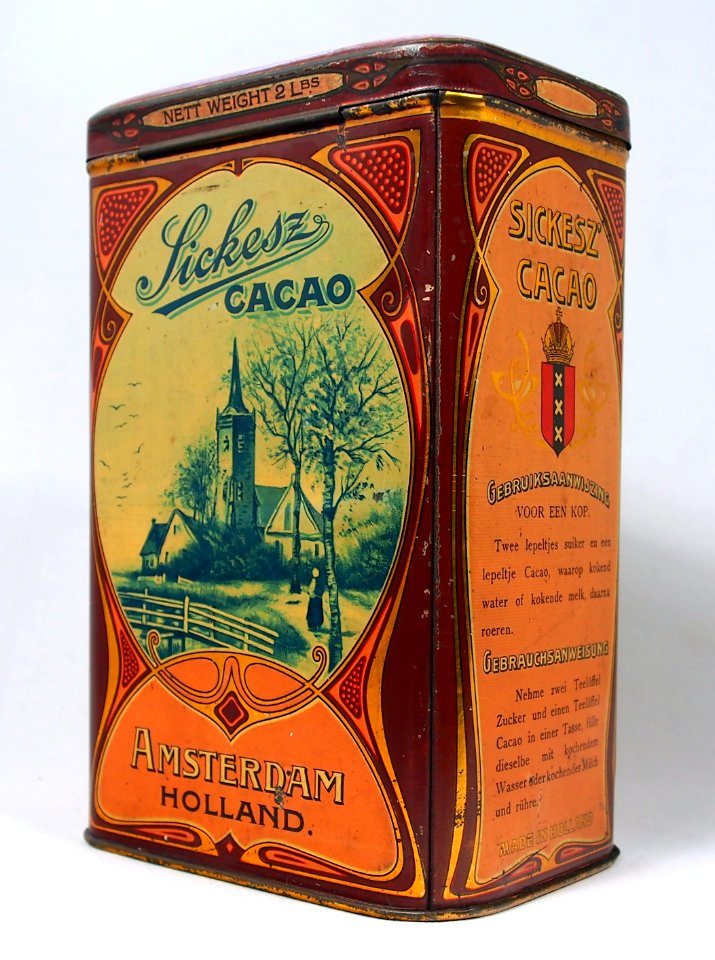 NETT WEIGHT 2 LBS
Sickesz
CACAO
AMSTERDAM
HOLLAND.
SICKESZ'
CACAO
GEBRUIKSAANWIJZING
VOOR EEN KOP.
Twee lepeltjes suiker en een
lepeltje Cacao, waarop kokend
water of kokende melk, daarna
roeren.
GEBRAUCHSANWEISUNG
Nehme zwei Teelöffel
Zucker und einen Teelöffel
Cacao in einer Tasse, fülle
dieselbe mit kochendem
Wasser oder kochender Milch
und rühre.
MADE IN HOLLAND